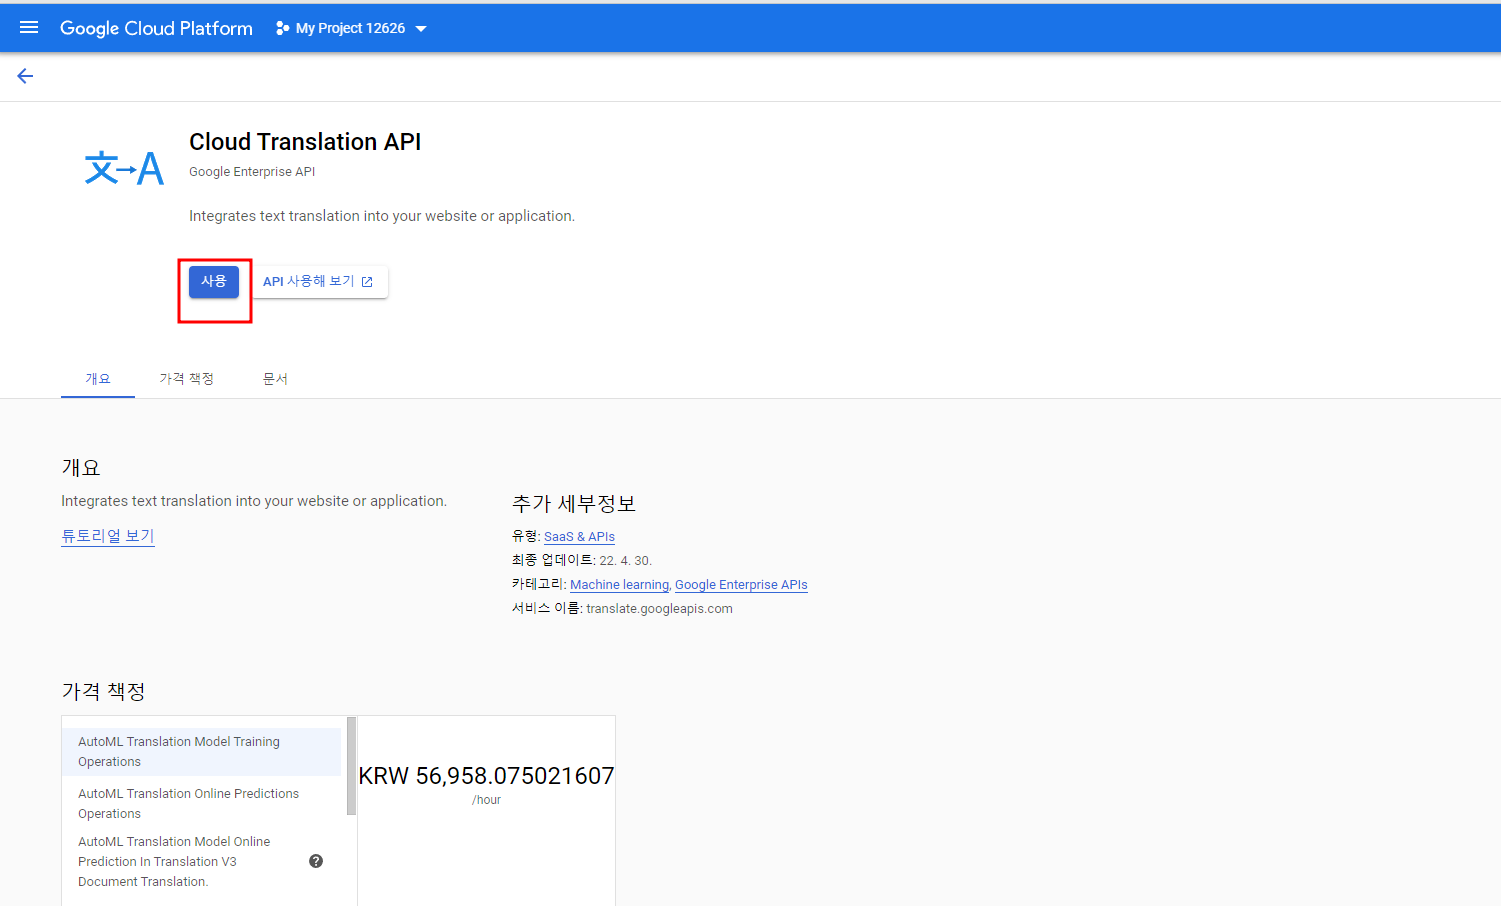 Google Cloud Platform My Project 12626
文→A
Cloud Translation API
Google Enterprise API
Integrates text translation into your website or application.
사용 API 사용해 보기
개요 가격 책정 문서
개요
Integrates text translation into your website or application.
튜토리얼 보기
추가 세부정보
유형: SaaS & APIs
최종 업데이트: 22. 4. 30.
카테고리: Machine learning, Google Enterprise APIs
서비스 이름: translate.googleapis.com
가격 책정
AutoML Translation Model Training
Operations
AutoML Translation Online Predictions
Operations
AutoML Translation Model Online
Prediction In Translation V3
Document Translation.
KRW 56,958.075021607
/hour